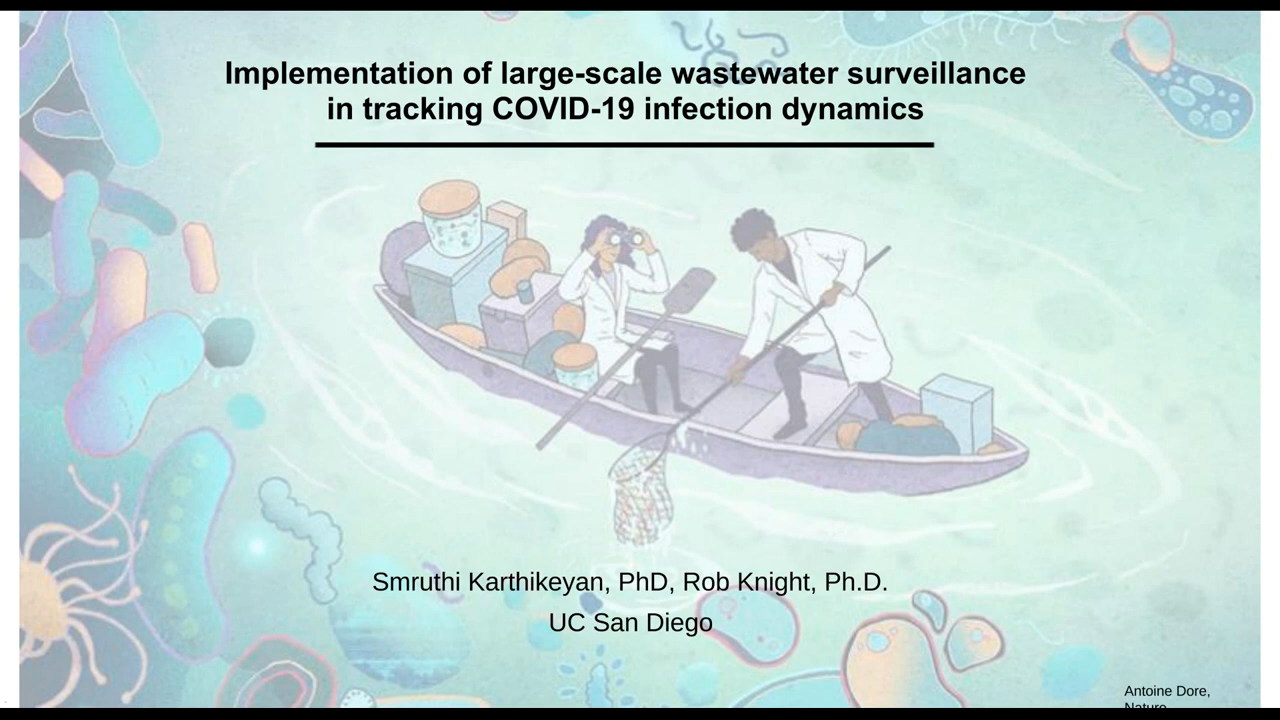 Implementation of large-scale wastewater surveillance
in tracking COVID-19 infection dynamics
Smruthi Karthikeyan, PhD, Rob Knight, Ph.D.
UC San Diego
Antoine Dore,
Nature